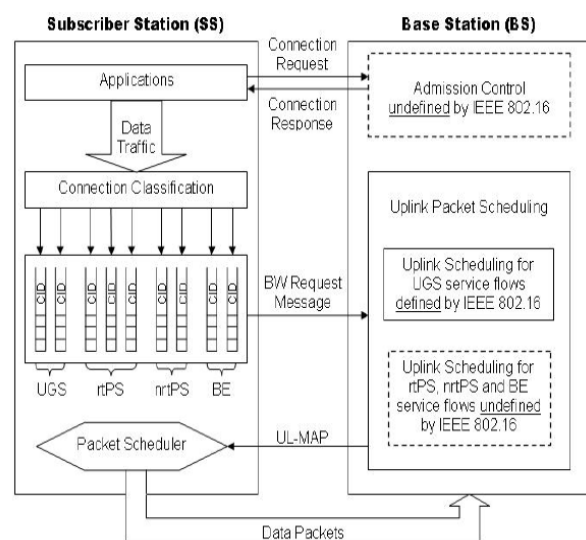 Subscriber Station (SS)
Base Station (BS)
Applications
Connection
Request
Connection
Response
Admission Control
undefined by IEEE 802.16
Data
Traffic
Connection Classification
CID CID CID CID CID CID CID CID CID
UGS rtPS nrtPS BE
BW Request
Message
Uplink Packet Scheduling
Uplink Scheduling for
UGS service flows
defined by IEEE 802.16
Uplink Scheduling for
rtPS, nrtPS and BE
service flows undefined
by IEEE 802.16
Packet Scheduler
UL-MAP
Data Packets